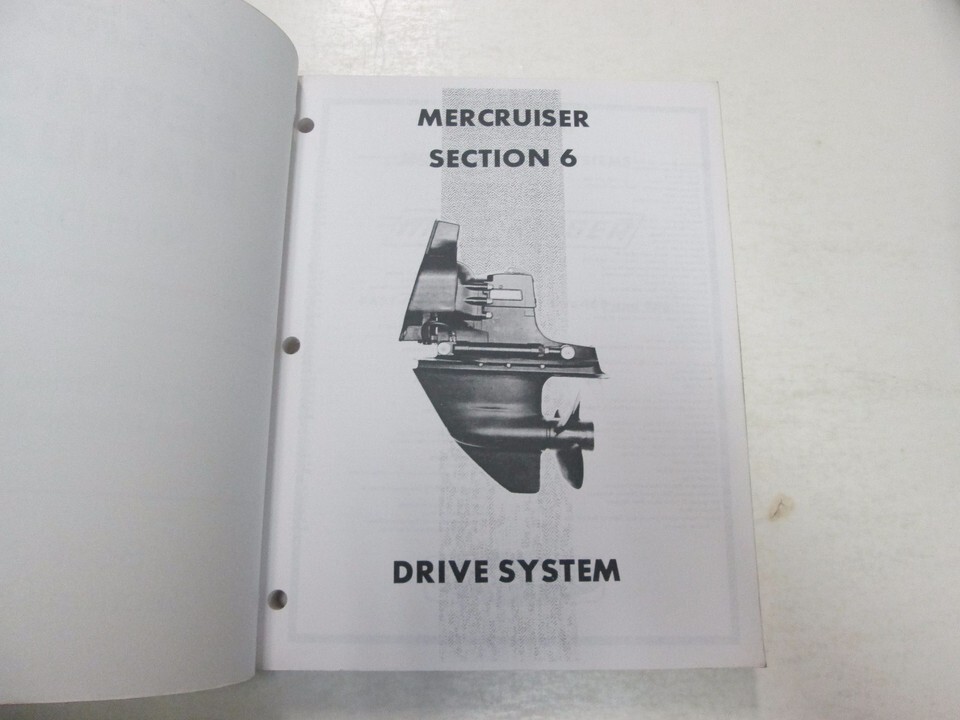 MERCRUISER
SECTION 6
DRIVE SYSTEM